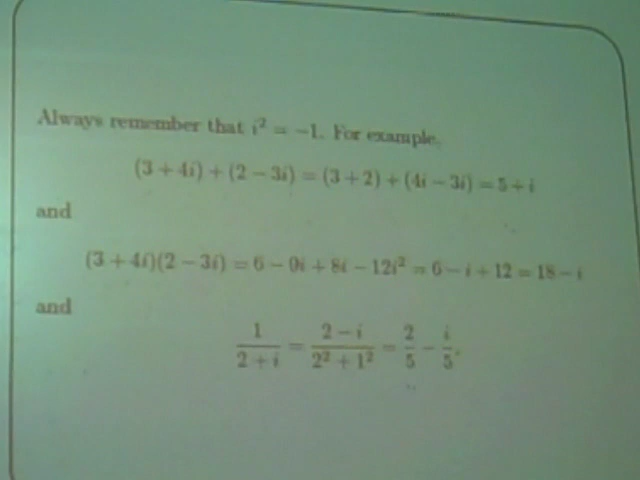 Always remember that i² = −1. For example,
(3 + 4i) + (2 − 3i) = (3 + 2) + (4i − 3i) = 5 + i
and
(3 + 4i)(2 − 3i) = 6 − 9i + 8i − 12i² = 6 − i + 12 = 18 − i
and
1/(2 + i) = (2 − i)/(2² + 1²) = 2/5 − i/5.